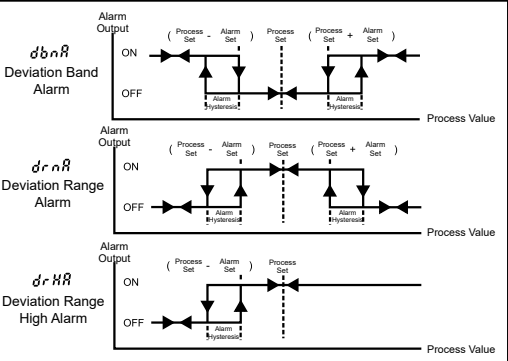 Alarm
Output
( Process Set - Alarm Set ) Process Set ( Process Set + Alarm Set )
dbnA
ON
Deviation Band
Alarm
OFF
Alarm Hysteresis Alarm Hysteresis
Process Value
Alarm
Output
( Process Set - Alarm Set ) Process Set ( Process Set + Alarm Set )
drnA
ON
Deviation Range
Alarm
OFF
Alarm Hysteresis Alarm Hysteresis
Process Value
Alarm
Output
( Process Set - Alarm Set ) Process Set
drHA
ON
Deviation Range
High Alarm
OFF
Alarm Hysteresis
Process Value